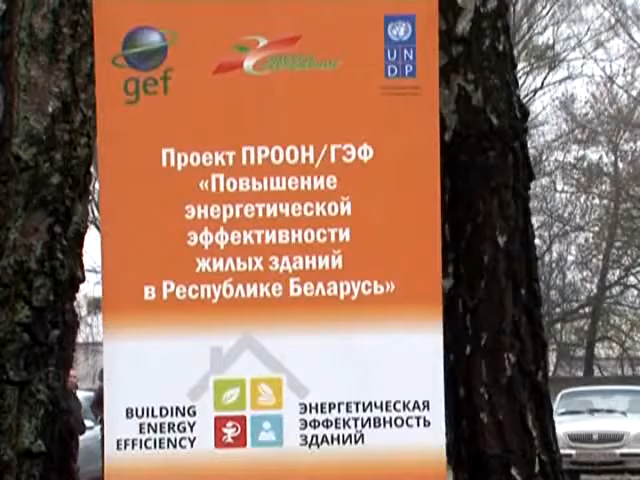 gef
UN
DP
Проект ПРООН/ГЭФ
«Повышение
энергетической
эффективности
жилых зданий
в Республике Беларусь»
BUILDING
ENERGY
EFFICIENCY
ЭНЕРГЕТИЧЕСКАЯ
ЭФФЕКТИВНОСТЬ
ЗДАНИЙ